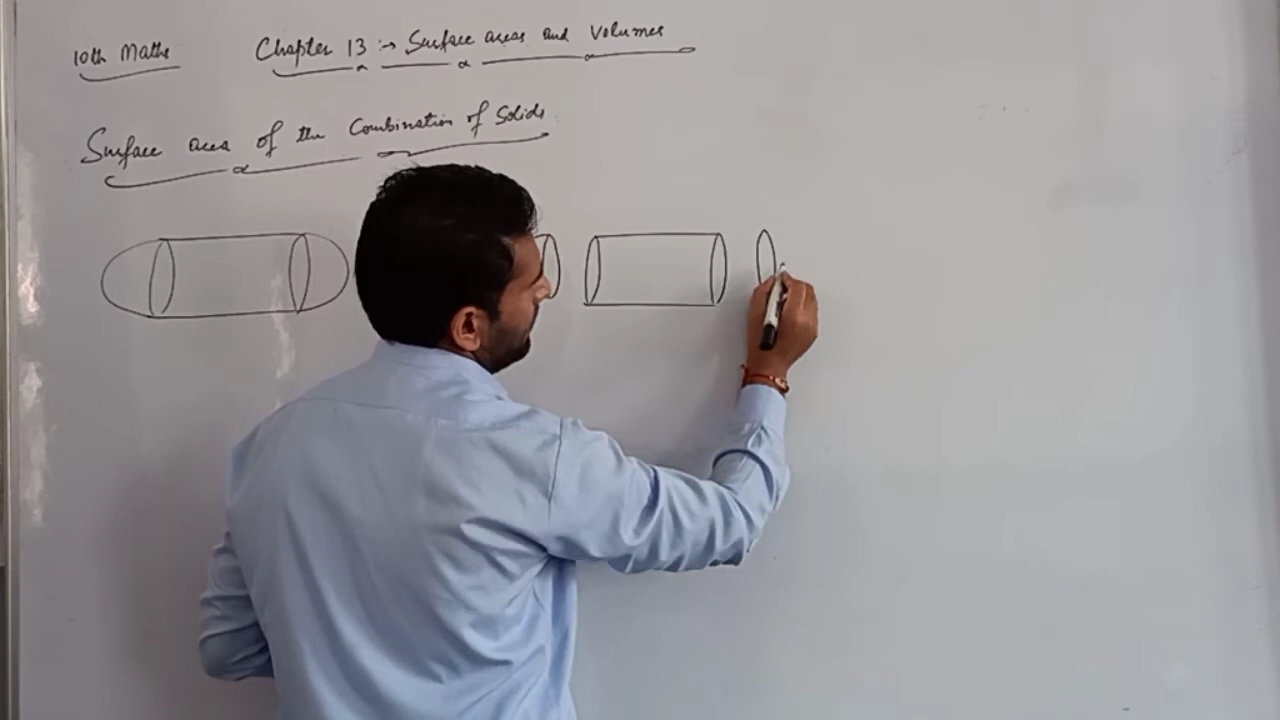 10th Maths Chapter 13 :→ Surface areas and Volumes
Surface area of the Combination of Solids